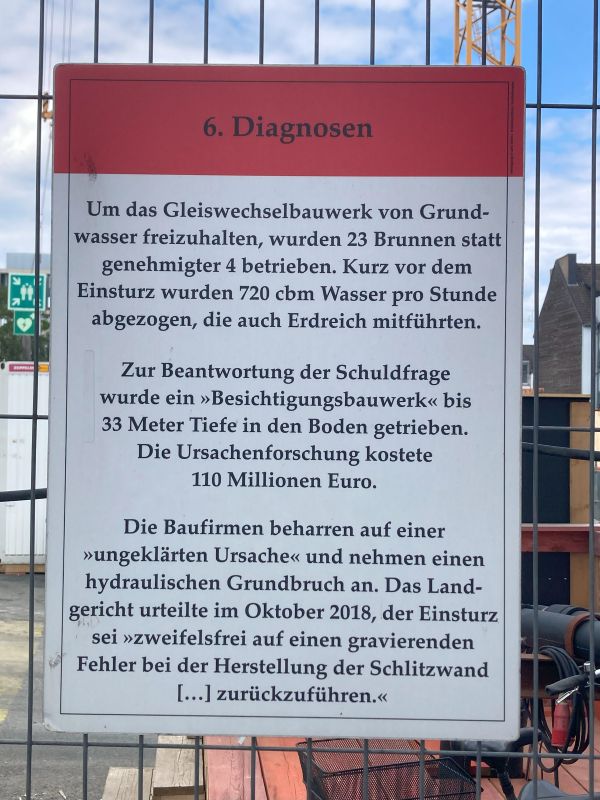 6. Diagnosen
Um das Gleiswechselbauwerk von Grund-
wasser freizuhalten, wurden 23 Brunnen statt
genehmigter 4 betrieben. Kurz vor dem
Einsturz wurden 720 cbm Wasser pro Stunde
abgezogen, die auch Erdreich mitführten.
Zur Beantwortung der Schuldfrage
wurde ein »Besichtigungsbauwerk« bis
33 Meter Tiefe in den Boden getrieben.
Die Ursachenforschung kostete
110 Millionen Euro.
Die Baufirmen beharren auf einer
»ungeklärten Ursache« und nehmen einen
hydraulischen Grundbruch an. Das Land-
gericht urteilte im Oktober 2018, der Einsturz
sei »zweifelsfrei auf einen gravierenden
Fehler bei der Herstellung der Schlitzwand
[…] zurückzuführen.«